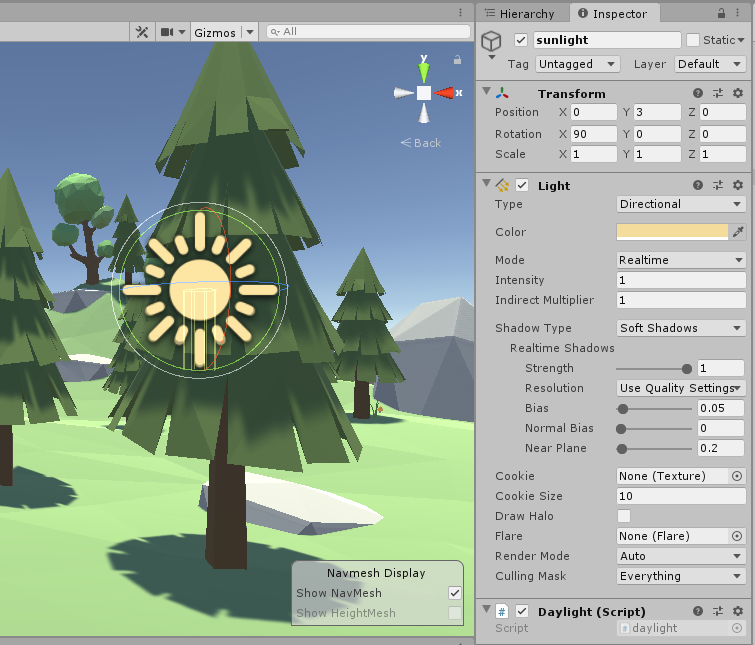 Hierarchy Inspector
Gizmos All
sunlight Static
Tag Untagged Layer Default
y
x
Back
Transform
Position X 0 Y 3 Z 0
Rotation X 90 Y 0 Z 0
Scale X 1 Y 1 Z 1
Light
Type Directional
Color
Mode Realtime
Intensity 1
Indirect Multiplier 1
Shadow Type Soft Shadows
Realtime Shadows
Strength 1
Resolution Use Quality Settings
Bias 0.05
Normal Bias 0
Near Plane 0.2
Cookie None (Texture)
Cookie Size 10
Draw Halo
Flare None (Flare)
Render Mode Auto
Culling Mask Everything
Navmesh Display
Show NavMesh
Show HeightMesh
# Daylight (Script)
Script daylight